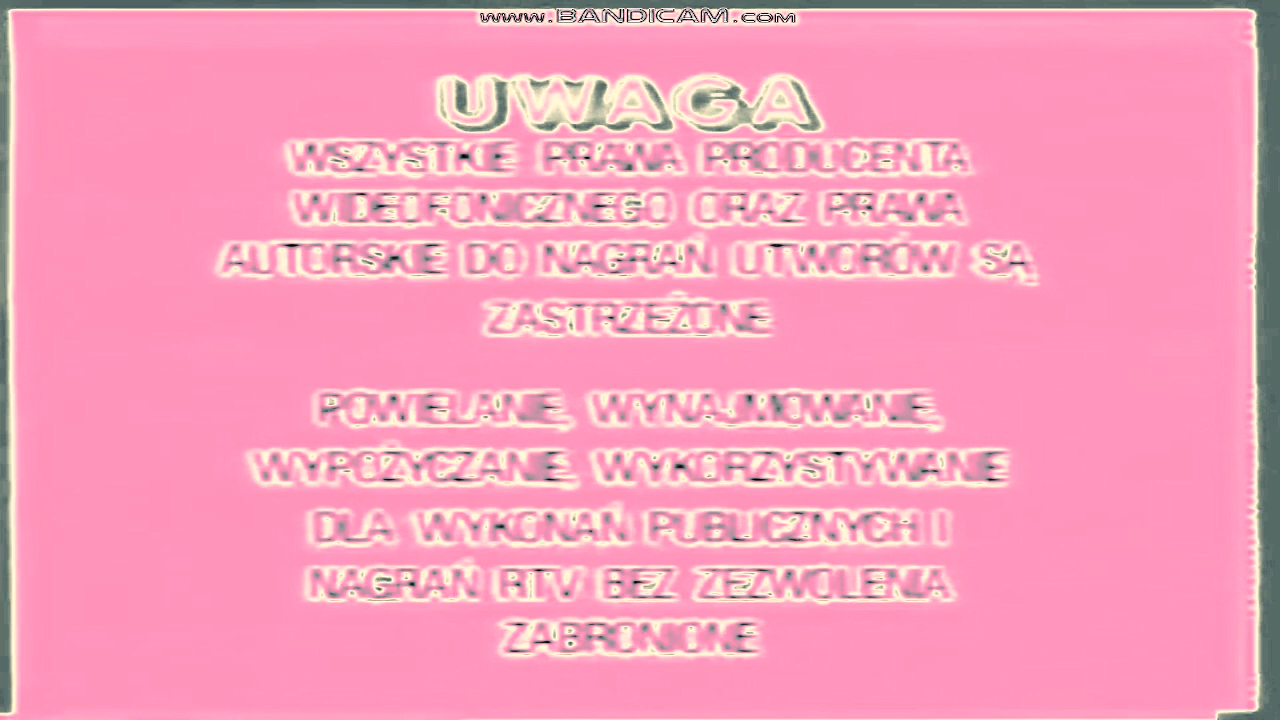 www.BANDICAM.com
UWAGA
WSZYSTKIE PRAWA PRODUCENTA
WIDEOFONICZNEGO ORAZ PRAWA
AUTORSKIE DO NAGRAŃ UTWORÓW SĄ
ZASTRZEŻONE
POWIELANIE, WYNAJMOWANIE,
WYPOŻYCZANIE, WYKORZYSTYWANIE
DLA WYKONAŃ PUBLICZNYCH I
NAGRAŃ RTV BEZ ZEZWOLENIA
ZABRONIONE